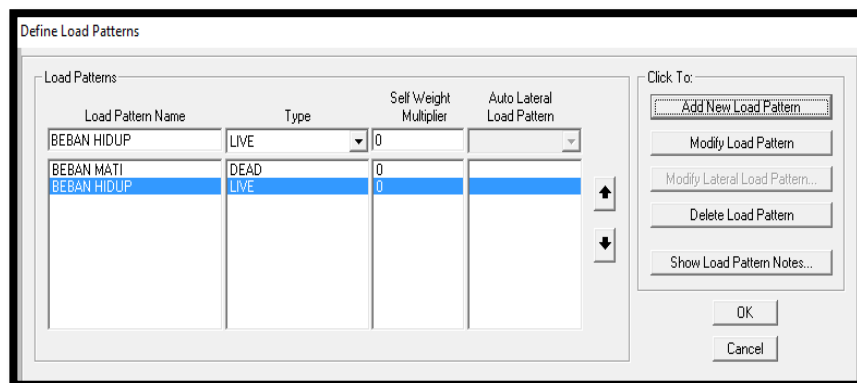 Define Load Patterns
Load Patterns
Load Pattern Name
Type
Self Weight
Multiplier
Auto Lateral
Load Pattern
BEBAN HIDUP LIVE 0
BEBAN MATI DEAD 0
BEBAN HIDUP LIVE 0
Click To:
Add New Load Pattern
Modify Load Pattern
Modify Lateral Load Pattern...
Delete Load Pattern
Show Load Pattern Notes...
OK
Cancel